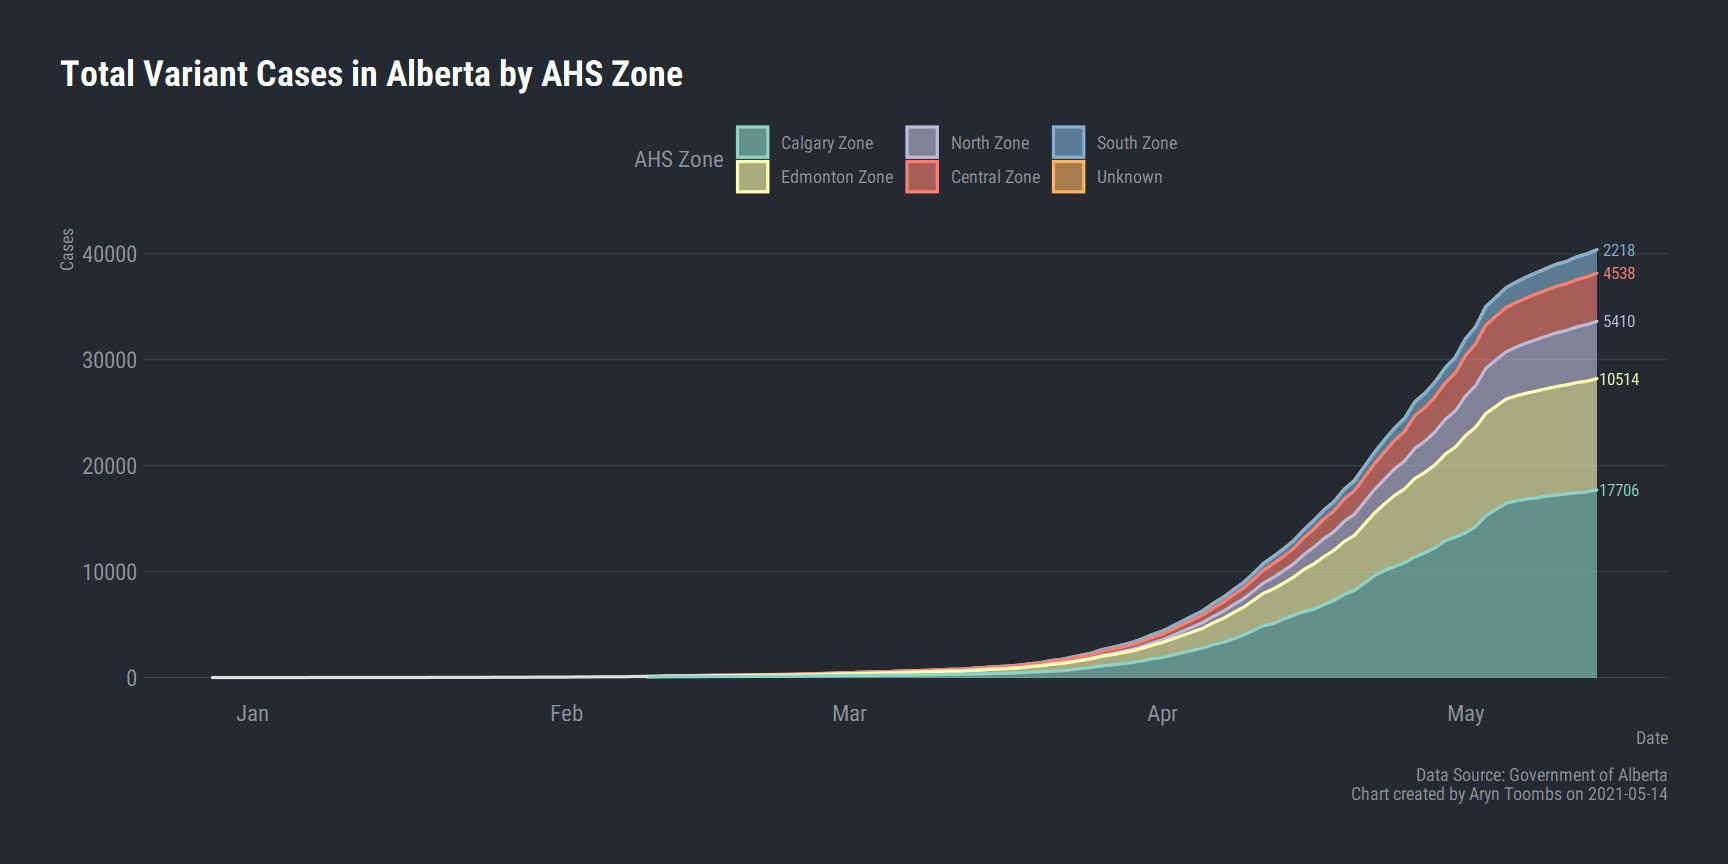 Total Variant Cases in Alberta by AHS Zone
AHS Zone
Calgary Zone
North Zone
South Zone
Edmonton Zone
Central Zone
Unknown
Cases
40000
30000
20000
10000
0
2218
4538
5410
10514
17706
Jan
Feb
Mar
Apr
May
Date
Data Source: Government of Alberta
Chart created by Aryn Toombs on 2021-05-14